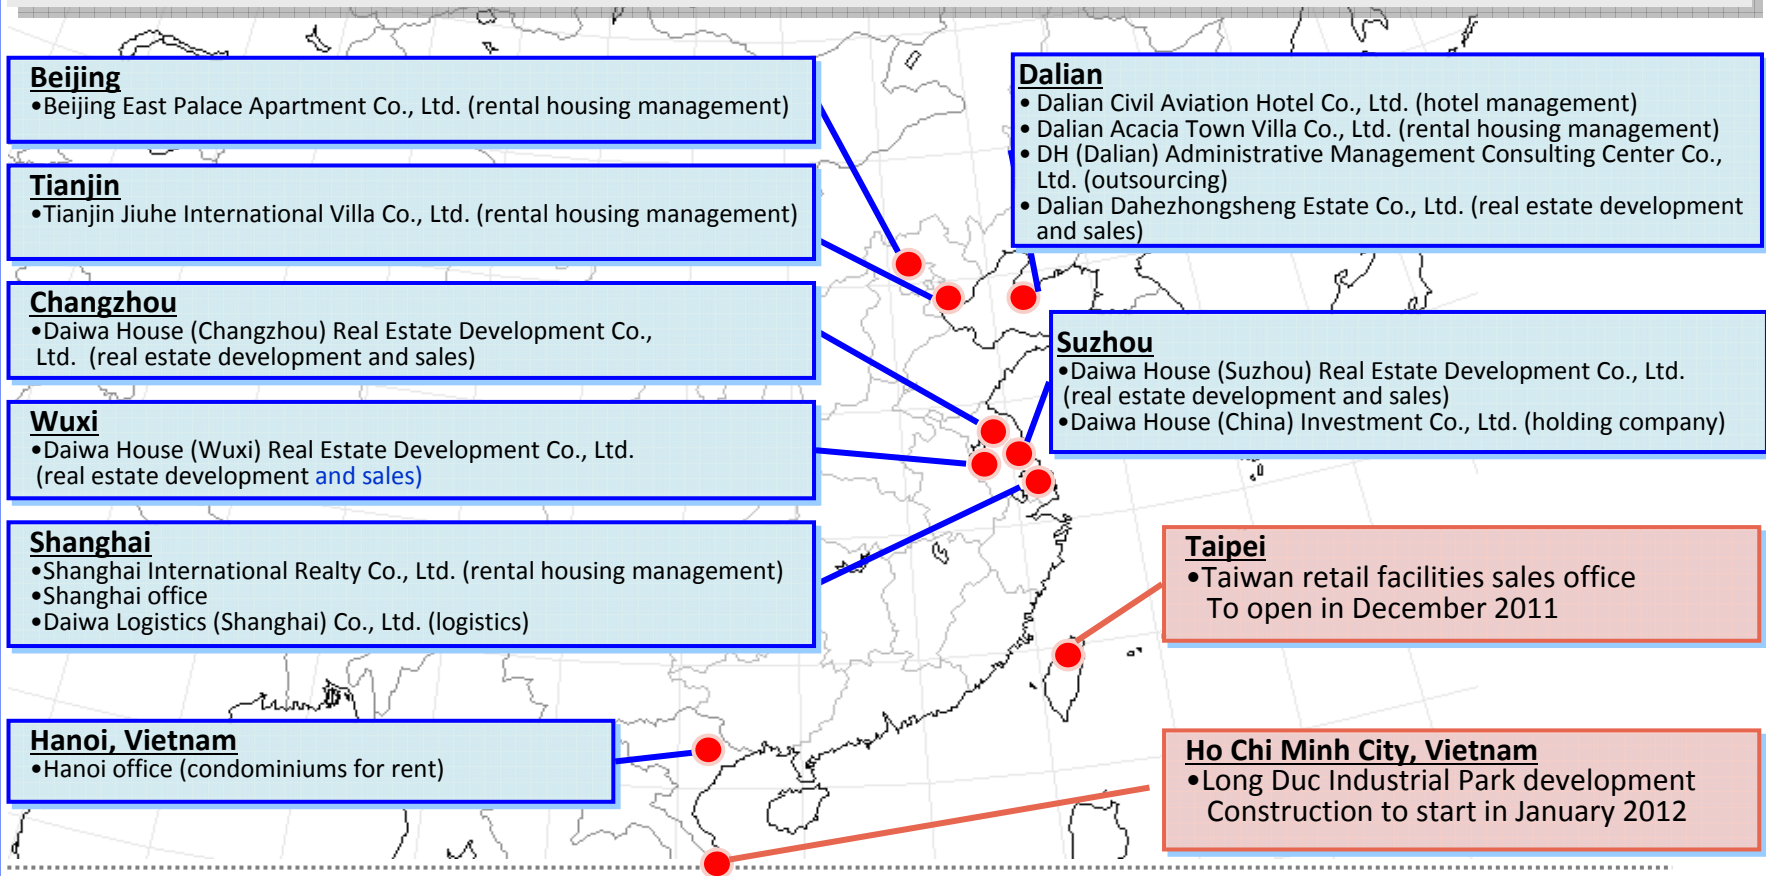 Beijing
•Beijing East Palace Apartment Co., Ltd. (rental housing management)
Tianjin
•Tianjin Jiuhe International Villa Co., Ltd. (rental housing management)
Changzhou
•Daiwa House (Changzhou) Real Estate Development Co.,
Ltd. (real estate development and sales)
Wuxi
•Daiwa House (Wuxi) Real Estate Development Co., Ltd.
(real estate development and sales)
Shanghai
•Shanghai International Realty Co., Ltd. (rental housing management)
•Shanghai office
•Daiwa Logistics (Shanghai) Co., Ltd. (logistics)
Hanoi, Vietnam
•Hanoi office (condominiums for rent)
Dalian
• Dalian Civil Aviation Hotel Co., Ltd. (hotel management)
• Dalian Acacia Town Villa Co., Ltd. (rental housing management)
• DH (Dalian) Administrative Management Consulting Center Co.,
Ltd. (outsourcing)
• Dalian Dahezhongsheng Estate Co., Ltd. (real estate development
and sales)
Suzhou
•Daiwa House (Suzhou) Real Estate Development Co., Ltd.
(real estate development and sales)
•Daiwa House (China) Investment Co., Ltd. (holding company)
Taipei
•Taiwan retail facilities sales office
To open in December 2011
Ho Chi Minh City, Vietnam
•Long Duc Industrial Park development
Construction to start in January 2012